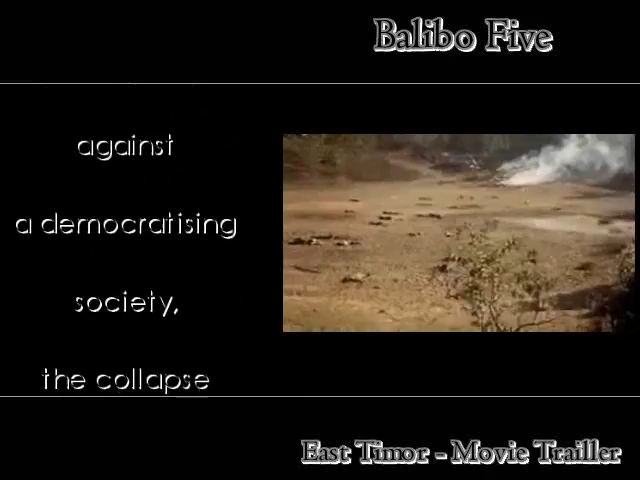 Balibo Five
against
a democratising
society,
the collapse
East Timor - Movie Trailler